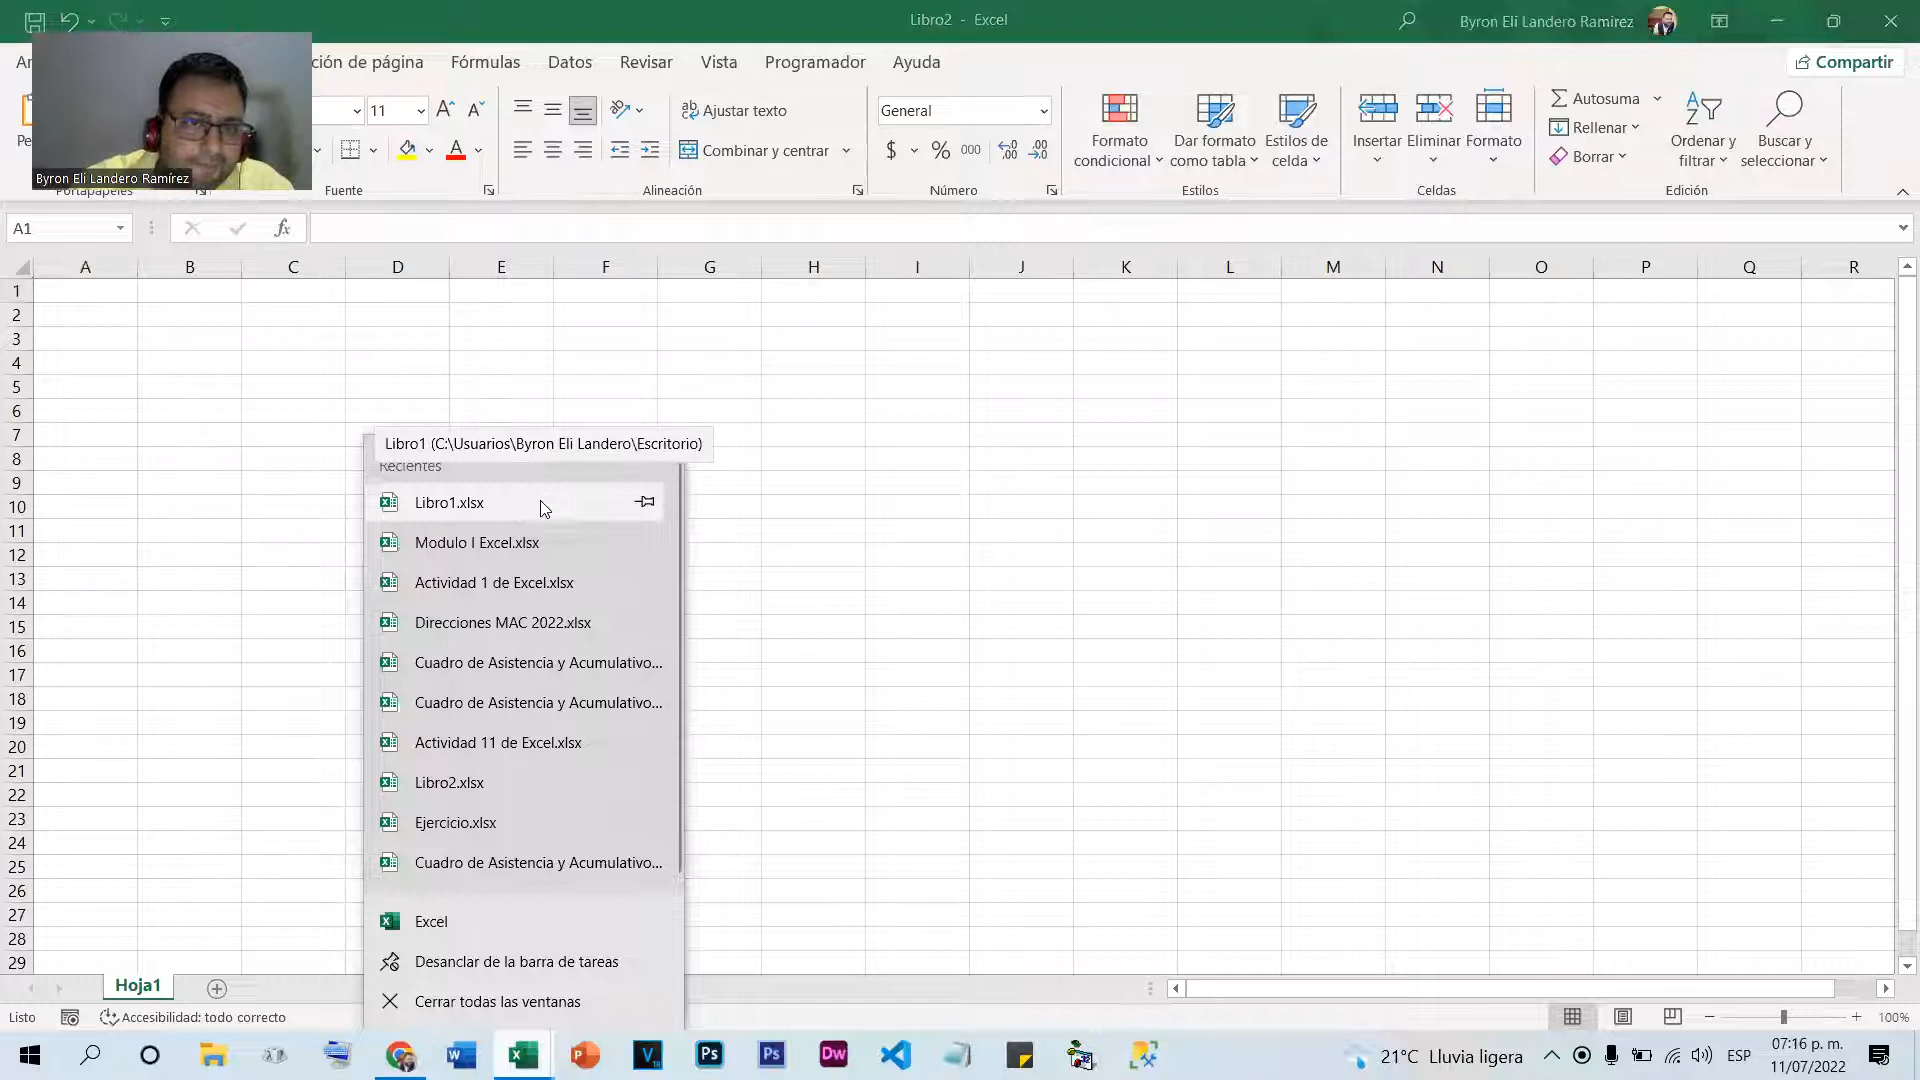 Libro2 - Excel
Byron Eli Landero Ramirez
ción de página
Fórmulas
Datos
Revisar
Vista
Programador
Ayuda
Compartir
Byron Eli Landero Ramírez
11
Ajustar texto
Combinar y centrar
General
$ % 000
Formato condicional
Dar formato como tabla
Estilos de celda
Insertar
Eliminar
Formato
Autosuma
Rellenar
Borrar
Ordenar y filtrar
Buscar y seleccionar
Portapapeles
Fuente
Alineación
Número
Estilos
Celdas
Edición
A1
fx
A B C D E F G H I J K L M N O P Q R
1
2
3
4
5
6
7
8
9
10
11
12
13
14
15
16
17
18
19
20
21
22
23
24
25
26
27
28
29
Libro1 (C:\Usuarios\Byron Eli Landero\Escritorio)
Recientes
Libro1.xlsx
Modulo I Excel.xlsx
Actividad 1 de Excel.xlsx
Direcciones MAC 2022.xlsx
Cuadro de Asistencia y Acumulativo...
Cuadro de Asistencia y Acumulativo...
Actividad 11 de Excel.xlsx
Libro2.xlsx
Ejercicio.xlsx
Cuadro de Asistencia y Acumulativo...
Excel
Desanclar de la barra de tareas
Cerrar todas las ventanas
Hoja1
Listo
Accesibilidad: todo correcto
100%
21°C Lluvia ligera
ESP
07:16 p. m.
11/07/2022